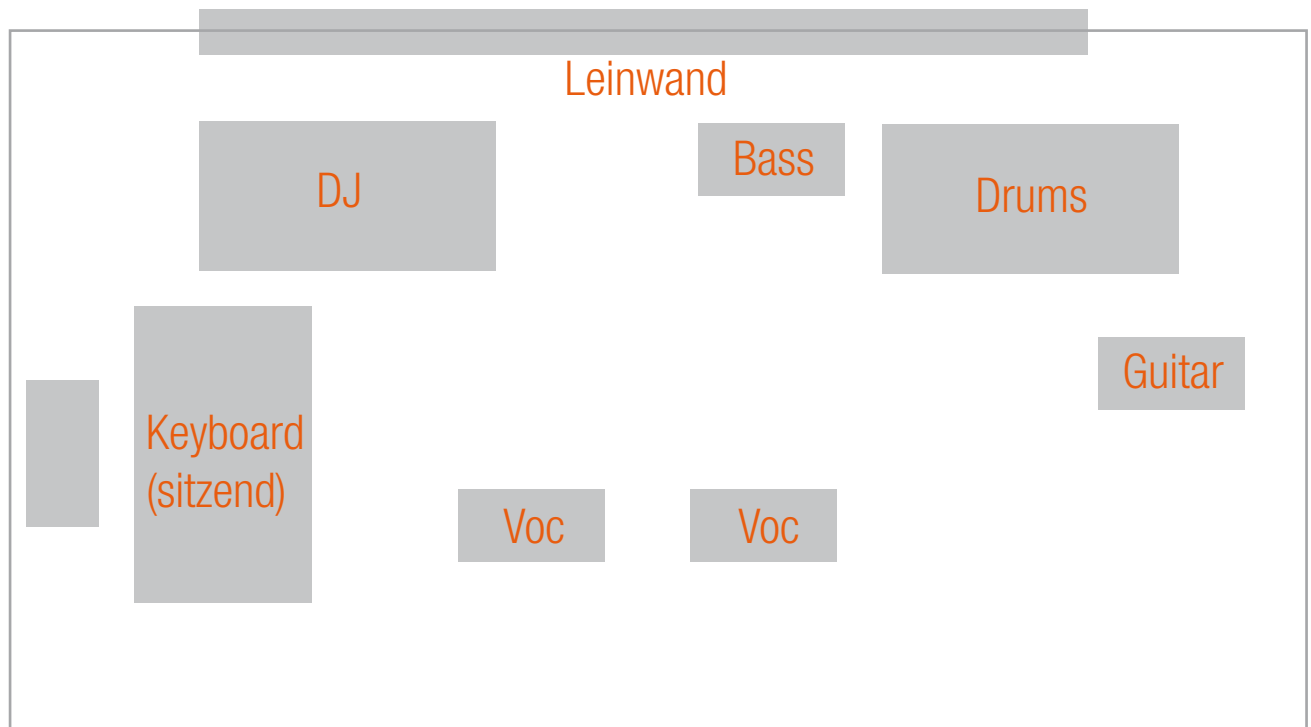 Leinwand
DJ
Bass
Drums
Guitar
Keyboard
(sitzend)
Voc
Voc